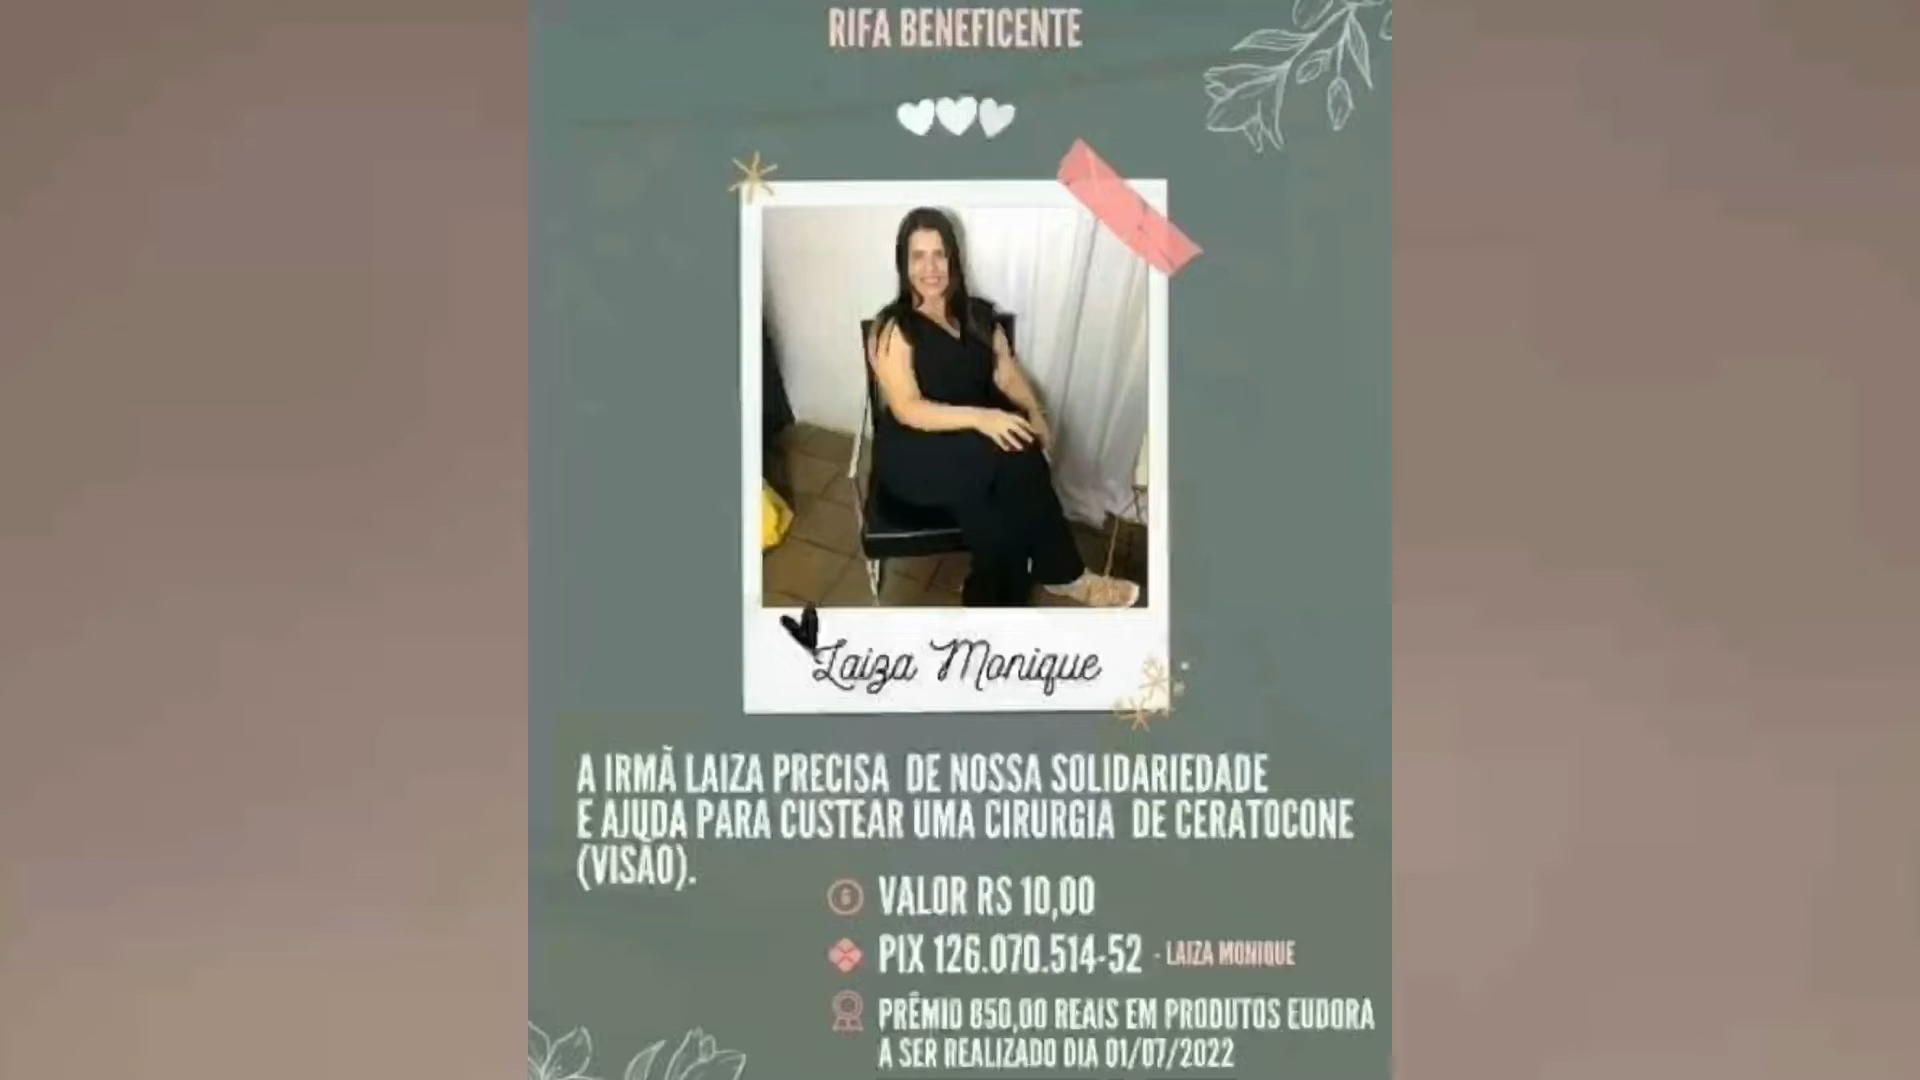 RIFA BENEFICENTE
Laiza Monique
A IRMÃ LAIZA PRECISA DE NOSSA SOLIDARIEDADE
E AJUDA PARA CUSTEAR UMA CIRURGIA DE CERATOCONE
(VISÃO).
VALOR RS 10,00
PIX 126.070.514-52 - LAIZA MONIQUE
PRÊMIO 850,00 REAIS EM PRODUTOS EUDORA
A SER REALIZADO DIA 01/07/2022